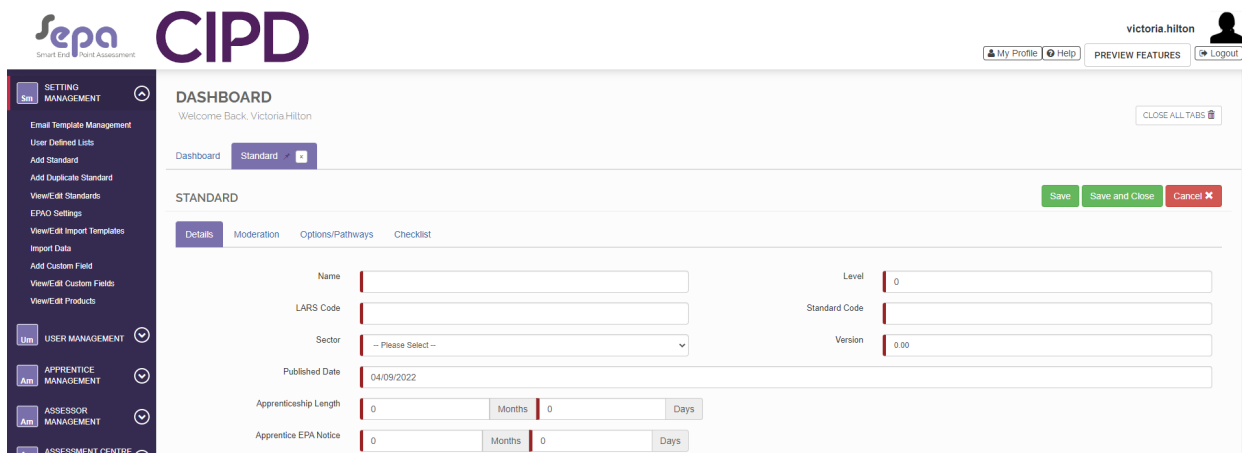 Sepa
Smart End Point Assessment
CIPD
victoria.hilton
My Profile Help PREVIEW FEATURES Logout
Sm SETTING MANAGEMENT
Email Template Management
User Defined Lists
Add Standard
Add Duplicate Standard
View/Edit Standards
EPAO Settings
View/Edit Import Templates
Import Data
Add Custom Field
View/Edit Custom Fields
View/Edit Products
Um USER MANAGEMENT
Am APPRENTICE MANAGEMENT
Am ASSESSOR MANAGEMENT
ASSESSMENT CENTRE
DASHBOARD
Welcome Back, Victoria.Hilton
CLOSE ALL TABS
Dashboard Standard x
STANDARD
Save Save and Close Cancel
Details Moderation Options/Pathways Checklist
Name Level 0
LARS Code Standard Code
Sector -- Please Select -- Version 0.00
Published Date 04/09/2022
Apprenticeship Length 0 Months 0 Days
Apprentice EPA Notice 0 Months 0 Days